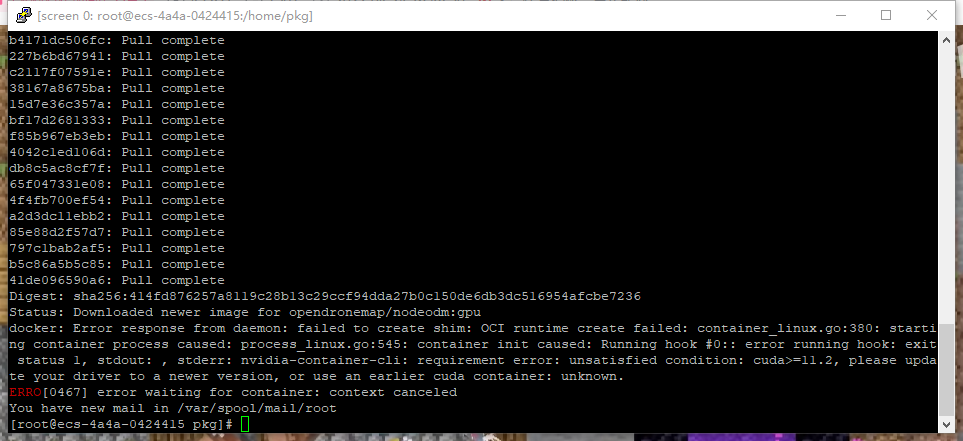 [screen 0: root@ecs-4a4a-0424415:/home/pkg]
b4171dc506fc: Pull complete
227b6bd67941: Pull complete
c2117f07591e: Pull complete
38167a8675ba: Pull complete
15d7e36c357a: Pull complete
bf17d2681333: Pull complete
f85b967eb3eb: Pull complete
4042c1ed106d: Pull complete
db8c5ac8cf7f: Pull complete
65f047331e08: Pull complete
4f4fb700ef54: Pull complete
a2d3dc11ebb2: Pull complete
85e88d2f57d7: Pull complete
797c1bab2af5: Pull complete
b5c86a5b5c85: Pull complete
41de096590a6: Pull complete
Digest: sha256:414fd876257a8119c28b13c29ccf94dda27b0c150de6db3dc516954afcbe7236
Status: Downloaded newer image for opendronemap/nodeodm:gpu
docker: Error response from daemon: failed to create shim: OCI runtime create failed: container_linux.go:380: starti
ng container process caused: process_linux.go:545: container init caused: Running hook #0:: error running hook: exit
 status 1, stdout: , stderr: nvidia-container-cli: requirement error: unsatisfied condition: cuda>=11.2, please upda
te your driver to a newer version, or use an earlier cuda container: unknown.
ERRO[0467] error waiting for container: context canceled
You have new mail in /var/spool/mail/root
[root@ecs-4a4a-0424415 pkg]#